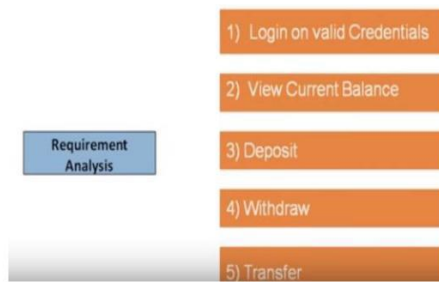 Requirement
Analysis
1) Login on valid Credentials
2) View Current Balance
3) Deposit
4) Withdraw
5) Transfer